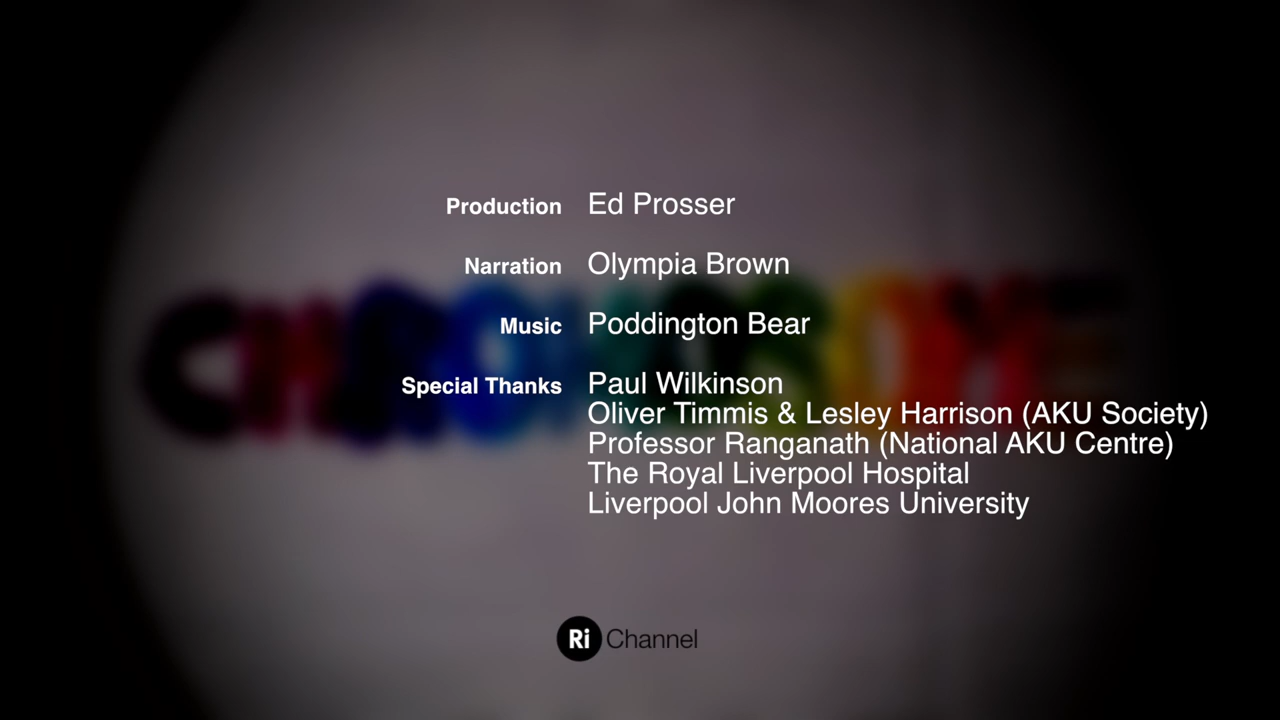 Production Ed Prosser
Narration Olympia Brown
Music Poddington Bear
Special Thanks Paul Wilkinson
Oliver Timmis & Lesley Harrison (AKU Society)
Professor Ranganath (National AKU Centre)
The Royal Liverpool Hospital
Liverpool John Moores University
Ri Channel